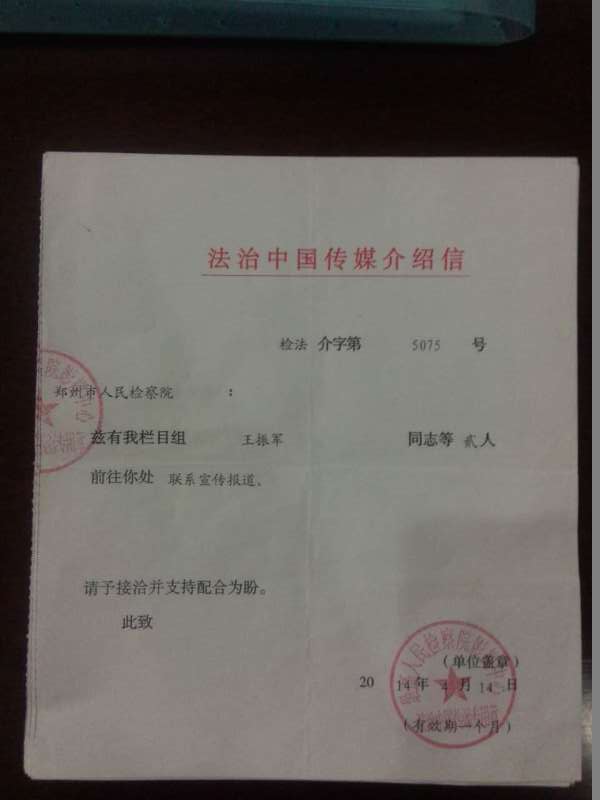 法治中国传媒介绍信
检法 介字第 5075 号
郑州市人民检察院 :
兹有我栏目组 王振军 同志等 贰 人
前往你处 联系宣传报道、
请予接洽并支持配合为盼。
此致
(单位盖章)
20 14 年 4 月 14 日
(有效期一个月)